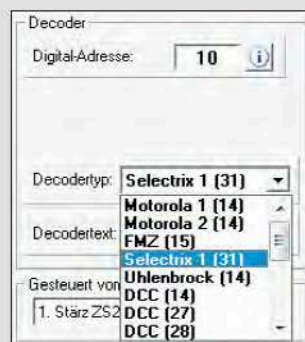 Decoder
Digital-Adresse: 10 i
Decodertyp: Selectrix 1 (31)
Motorola 1 (14)
Motorola 2 (14)
Decodertext: FMZ (15)
Selectrix 1 (31)
Uhlenbrock (14)
Gesteuert von DCC (14)
DCC (27)
1. Stärz ZS2 DCC (28)